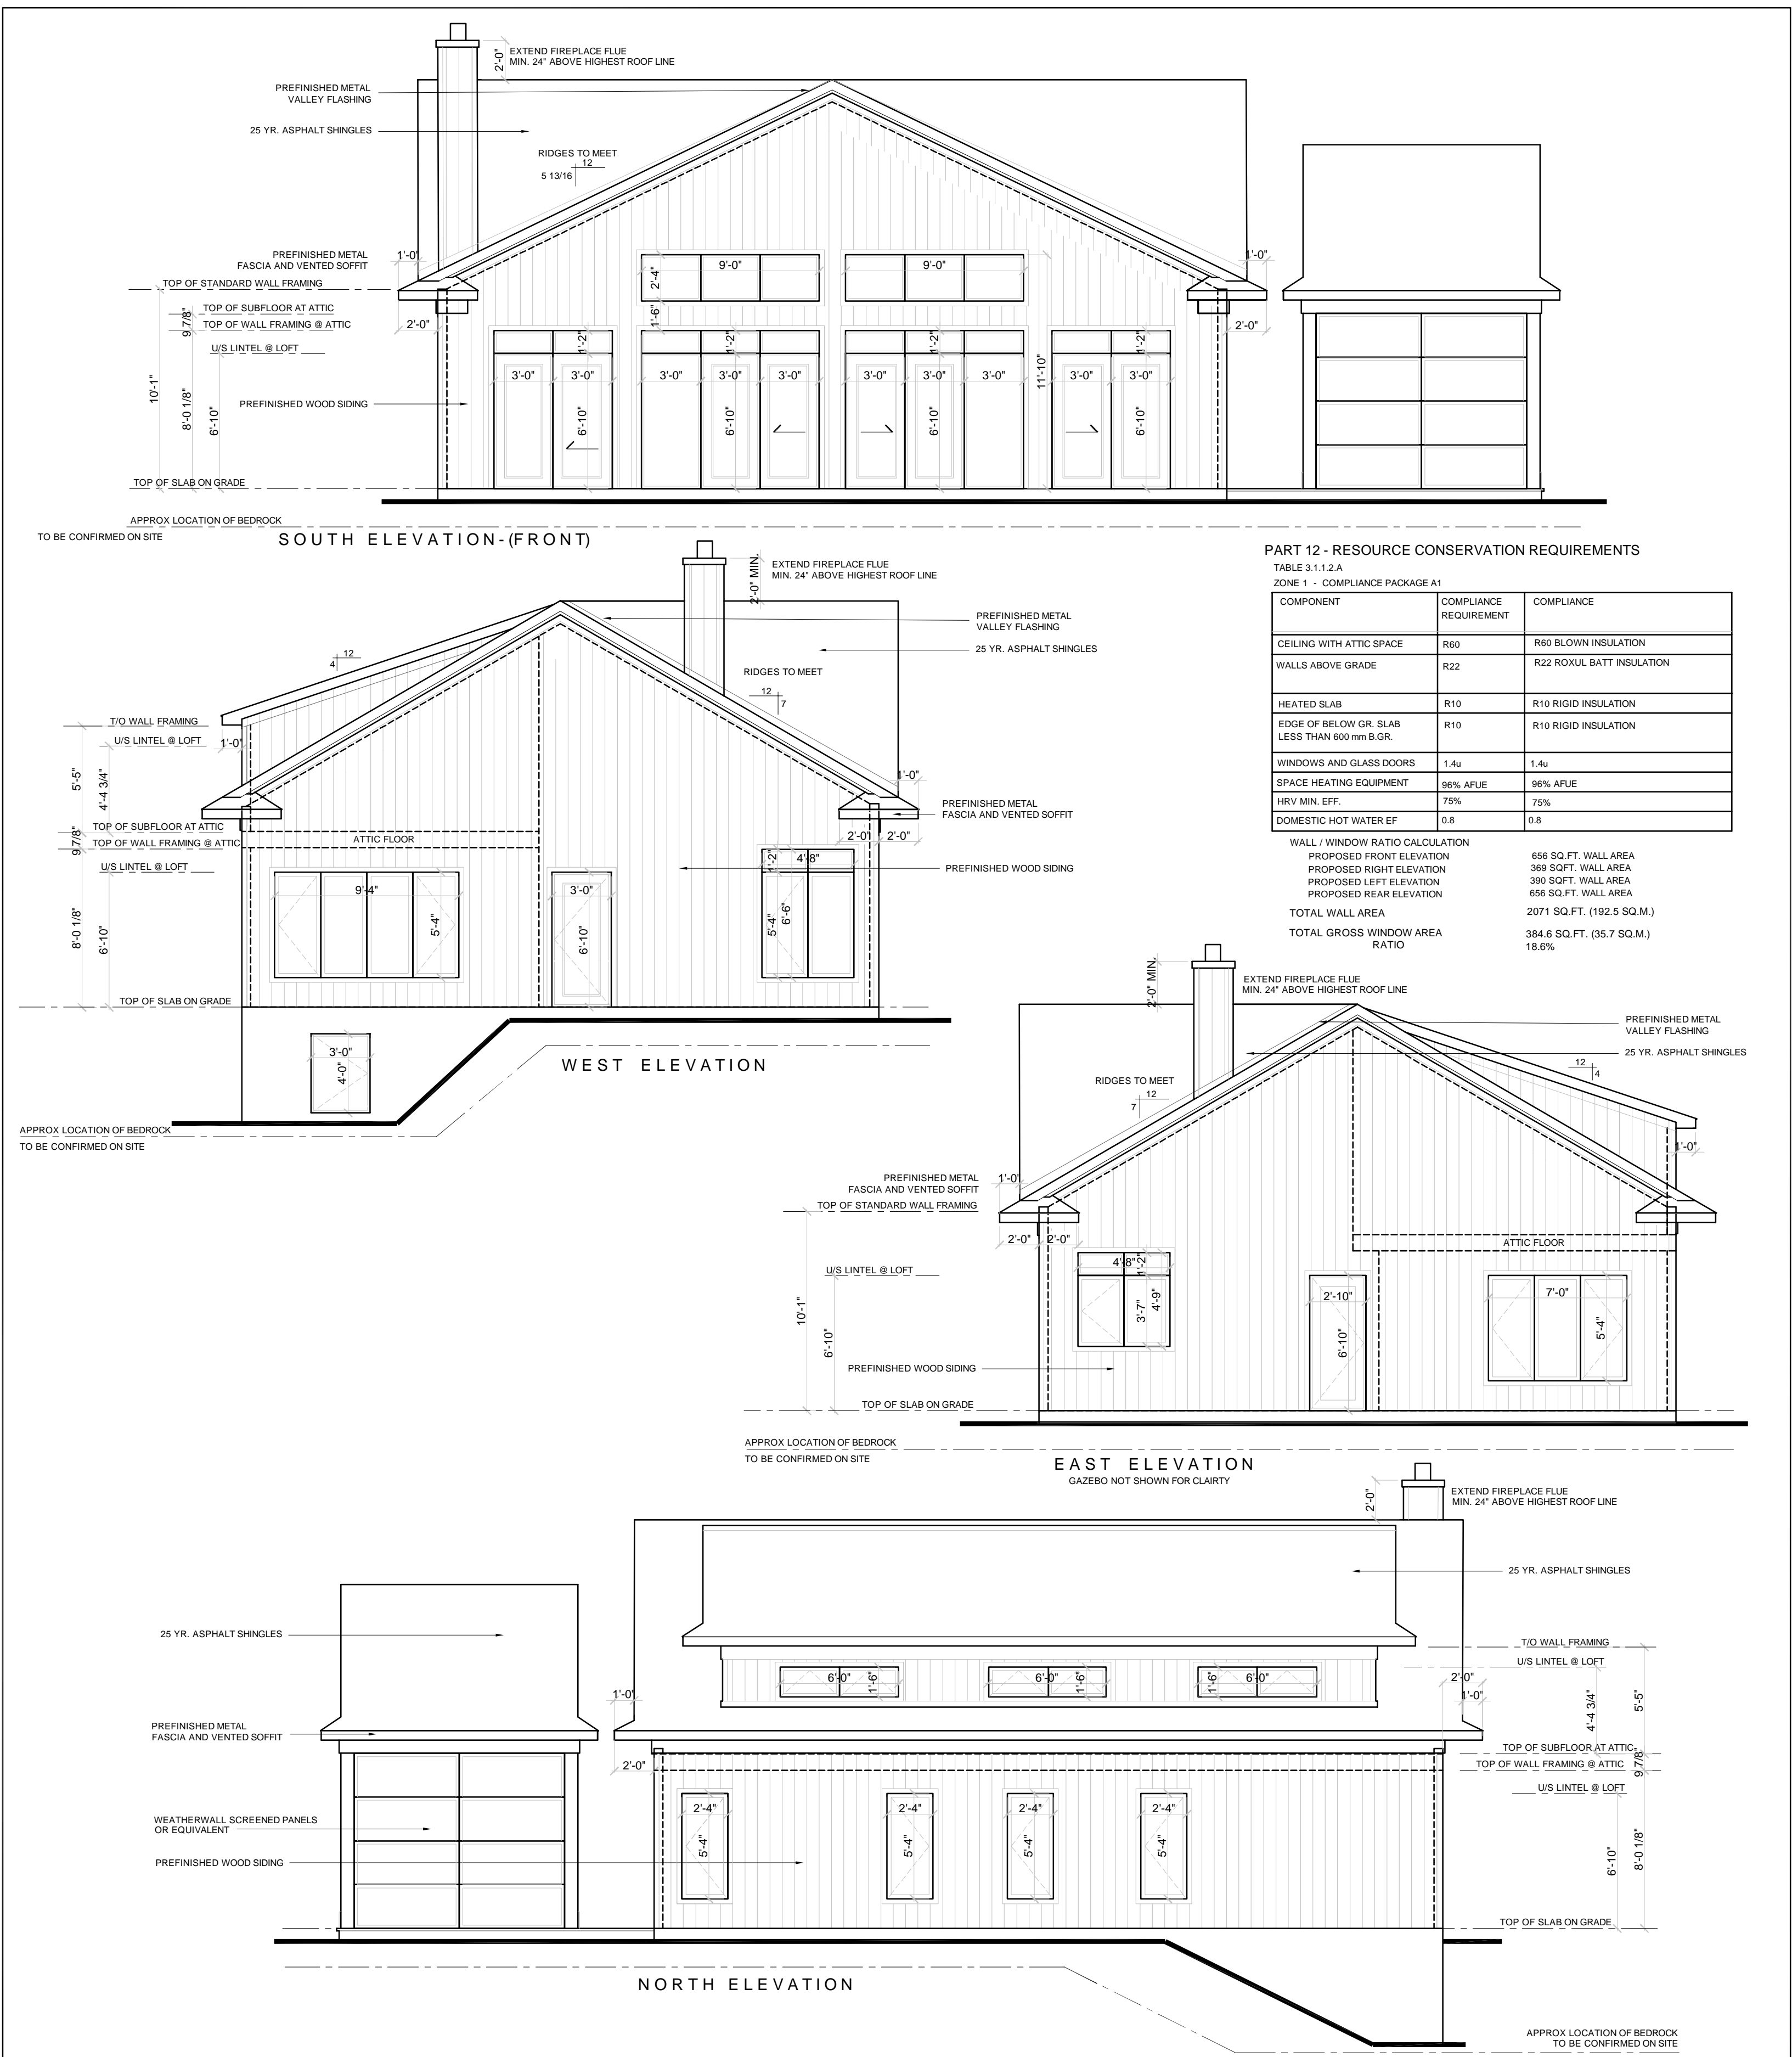 EXTEND FIREPLACE FLUE
MIN. 24" ABOVE HIGHEST ROOF LINE
2'-0"
PREFINISHED METAL
VALLEY FLASHING
25 YR. ASPHALT SHINGLES
RIDGES TO MEET
12
5 13/16
PREFINISHED METAL
FASCIA AND VENTED SOFFIT
1'-0"
1'-0"
TOP OF STANDARD WALL FRAMING
TOP OF SUBFLOOR AT ATTIC
TOP OF WALL FRAMING @ ATTIC
9 7/8"
2'-0"
2'-0"
U/S LINTEL @ LOFT
10'-1"
8'-0 1/8"
6'-10"
PREFINISHED WOOD SIDING
9'-0"
9'-0"
2'-4"
1'-6"
1'-2"
1'-2"
1'-2"
1'-2"
3'-0"
3'-0"
3'-0"
3'-0"
3'-0"
3'-0"
3'-0"
3'-0"
3'-0"
3'-0"
11'-10"
6'-10"
6'-10"
6'-10"
6'-10"
TOP OF SLAB ON GRADE
APPROX LOCATION OF BEDROCK
TO BE CONFIRMED ON SITE
SOUTH ELEVATION-(FRONT)
PART 12 - RESOURCE CONSERVATION REQUIREMENTS
TABLE 3.1.1.2.A
ZONE 1 - COMPLIANCE PACKAGE A1
COMPONENT
COMPLIANCE
REQUIREMENT
COMPLIANCE
CEILING WITH ATTIC SPACE R60 R60 BLOWN INSULATION
WALLS ABOVE GRADE R22 R22 ROXUL BATT INSULATION
HEATED SLAB R10 R10 RIGID INSULATION
EDGE OF BELOW GR. SLAB R10 R10 RIGID INSULATION
LESS THAN 600 mm B.GR.
WINDOWS AND GLASS DOORS 1.4u 1.4u
SPACE HEATING EQUIPMENT 96% AFUE 96% AFUE
HRV MIN. EFF. 75% 75%
DOMESTIC HOT WATER EF 0.8 0.8
WALL / WINDOW RATIO CALCULATION
PROPOSED FRONT ELEVATION 656 SQ.FT. WALL AREA
PROPOSED RIGHT ELEVATION 369 SQFT. WALL AREA
PROPOSED LEFT ELEVATION 390 SQFT. WALL AREA
PROPOSED REAR ELEVATION 656 SQ.FT. WALL AREA
TOTAL WALL AREA 2071 SQ.FT. (192.5 SQ.M.)
TOTAL GROSS WINDOW AREA 384.6 SQ.FT. (35.7 SQ.M.)
RATIO 18.6%
2'-0" MIN.
EXTEND FIREPLACE FLUE
MIN. 24" ABOVE HIGHEST ROOF LINE
PREFINISHED METAL
VALLEY FLASHING
25 YR. ASPHALT SHINGLES
12
4
RIDGES TO MEET
12
7
T/O WALL FRAMING
U/S LINTEL @ LOFT
1'-0"
1'-0"
5'-5"
4'-4 3/4"
PREFINISHED METAL
FASCIA AND VENTED SOFFIT
TOP OF SUBFLOOR AT ATTIC
TOP OF WALL FRAMING @ ATTIC
9 7/8"
ATTIC FLOOR
2'-0"
2'-0"
U/S LINTEL @ LOFT
PREFINISHED WOOD SIDING
9'-4"
5'-4"
3'-0"
6'-10"
1'-2"
4'-8"
5'-4"
6'-6"
8'-0 1/8"
6'-10"
TOP OF SLAB ON GRADE
3'-0"
4'-0"
WEST ELEVATION
APPROX LOCATION OF BEDROCK
TO BE CONFIRMED ON SITE
2'-0" MIN.
EXTEND FIREPLACE FLUE
MIN. 24" ABOVE HIGHEST ROOF LINE
PREFINISHED METAL
VALLEY FLASHING
25 YR. ASPHALT SHINGLES
12
4
RIDGES TO MEET
12
7
1'-0"
PREFINISHED METAL
FASCIA AND VENTED SOFFIT
1'-0"
TOP OF STANDARD WALL FRAMING
2'-0"
2'-0"
ATTIC FLOOR
U/S LINTEL @ LOFT
4'-8"
1'-2"
3'-7"
4'-9"
2'-10"
6'-10"
7'-0"
5'-4"
10'-1"
6'-10"
PREFINISHED WOOD SIDING
TOP OF SLAB ON GRADE
APPROX LOCATION OF BEDROCK
TO BE CONFIRMED ON SITE
EAST ELEVATION
GAZEBO NOT SHOWN FOR CLAIRTY
2'-0"
EXTEND FIREPLACE FLUE
MIN. 24" ABOVE HIGHEST ROOF LINE
25 YR. ASPHALT SHINGLES
25 YR. ASPHALT SHINGLES
T/O WALL FRAMING
U/S LINTEL @ LOFT
6'-0"
1'-6"
6'-0"
1'-6"
1'-6"
6'-0"
2'-0"
1'-0"
1'-0"
4'-4 3/4"
5'-5"
PREFINISHED METAL
FASCIA AND VENTED SOFFIT
2'-0"
TOP OF SUBFLOOR AT ATTIC
TOP OF WALL FRAMING @ ATTIC
9 7/8"
U/S LINTEL @ LOFT
2'-4"
2'-4"
2'-4"
2'-4"
5'-4"
5'-4"
5'-4"
5'-4"
WEATHERWALL SCREENED PANELS
OR EQUIVALENT
PREFINISHED WOOD SIDING
6'-10"
8'-0 1/8"
TOP OF SLAB ON GRADE
NORTH ELEVATION
APPROX LOCATION OF BEDROCK
TO BE CONFIRMED ON SITE